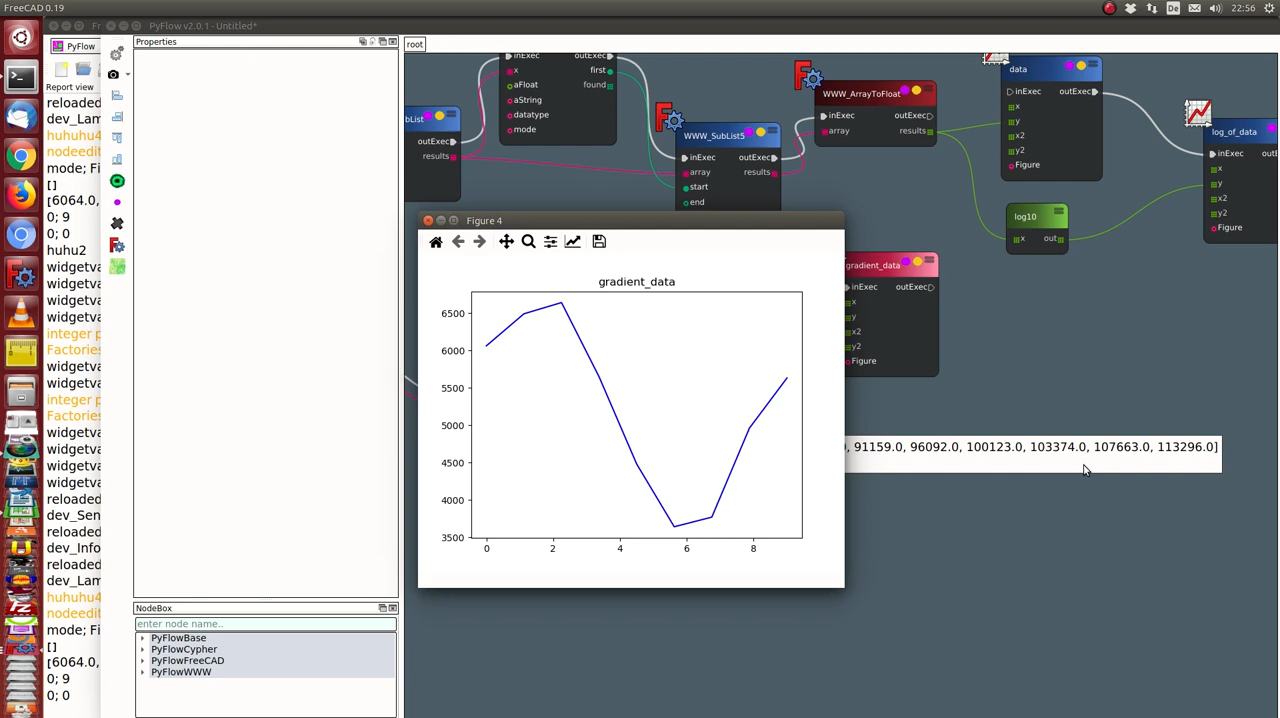 FreeCAD 0.19
De
22:56
Fr
PyFlow v2.0.1 - Untitled*
PyFlow
Report view
reloaded
dev_Lam
huhuhu4
nodeedit
mode; Fi
[]
[6064.0,
0; 9
0; 0
huhu2
widgetva
widgetva
widgetva
integer p
Factories
widgetva
widgetva
integer p
Factories
widgetva
widgetva
widgetva
widgetva
reloaded
dev_Sen
reloaded
dev_Info
reloaded
dev_Lam
huhuhu4
nodeedit
mode; Fi
[]
[6064.0,
0; 9
0; 0
Properties
NodeBox
enter node name..
PyFlowBase
PyFlowCypher
PyFlowFreeCAD
PyFlowWWW
root
bList
outExec
results
inExec
outExec
x
first
aFloat
found
aString
datatype
mode
WWW_SubList5
inExec
outExec
array
results
start
end
WWW_ArrayToFloat
inExec
outExec
array
results
data
inExec
outExec
x
y
x2
y2
Figure
log10
x
out
log_of_data
inExec
outExec
x
y
x2
y2
Figure
gradient_data
inExec
outExec
x
y
x2
y2
Figure
, 91159.0, 96092.0, 100123.0, 103374.0, 107663.0, 113296.0]
Figure 4
gradient_data
6500
6000
5500
5000
4500
4000
3500
0
2
4
6
8